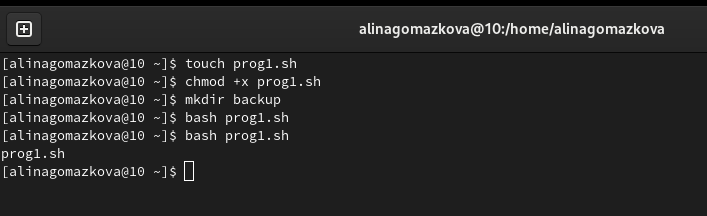 alinagomazkova@10:/home/alinagomazkova
[alinagomazkova@10 ~]$ touch prog1.sh
[alinagomazkova@10 ~]$ chmod +x prog1.sh
[alinagomazkova@10 ~]$ mkdir backup
[alinagomazkova@10 ~]$ bash prog1.sh
[alinagomazkova@10 ~]$ bash prog1.sh
prog1.sh
[alinagomazkova@10 ~]$